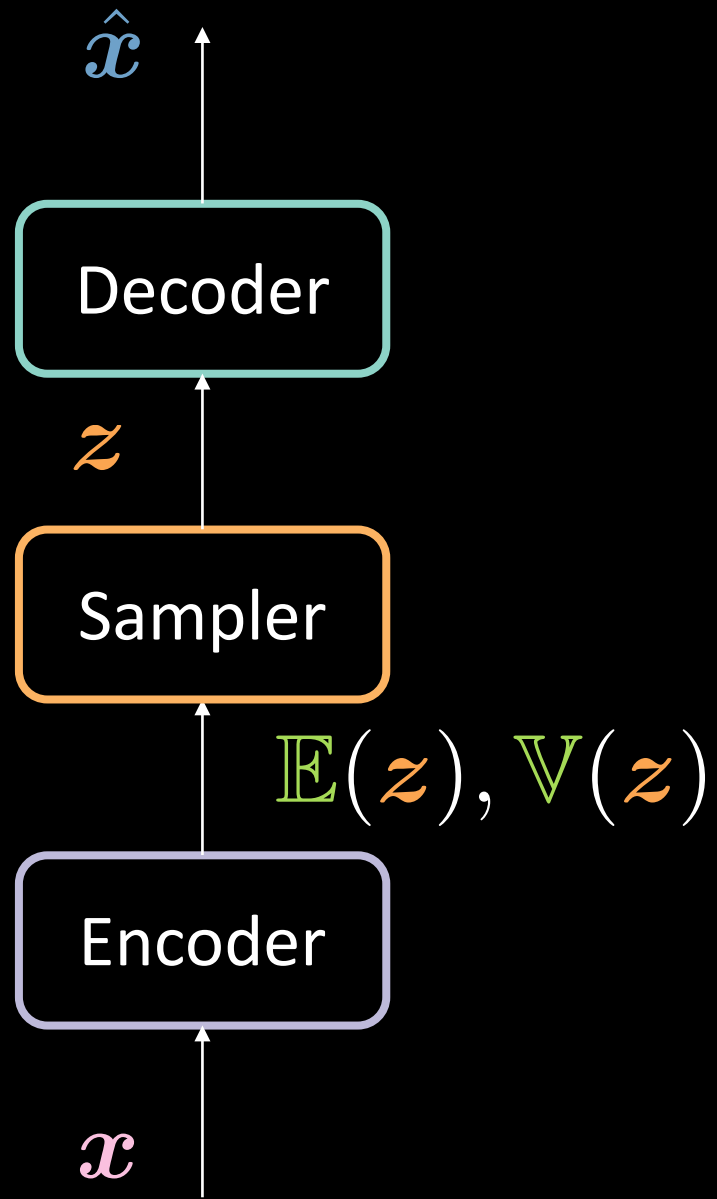 x̂
Decoder
z
Sampler
𝔼(z), 𝕍(z)
Encoder
x